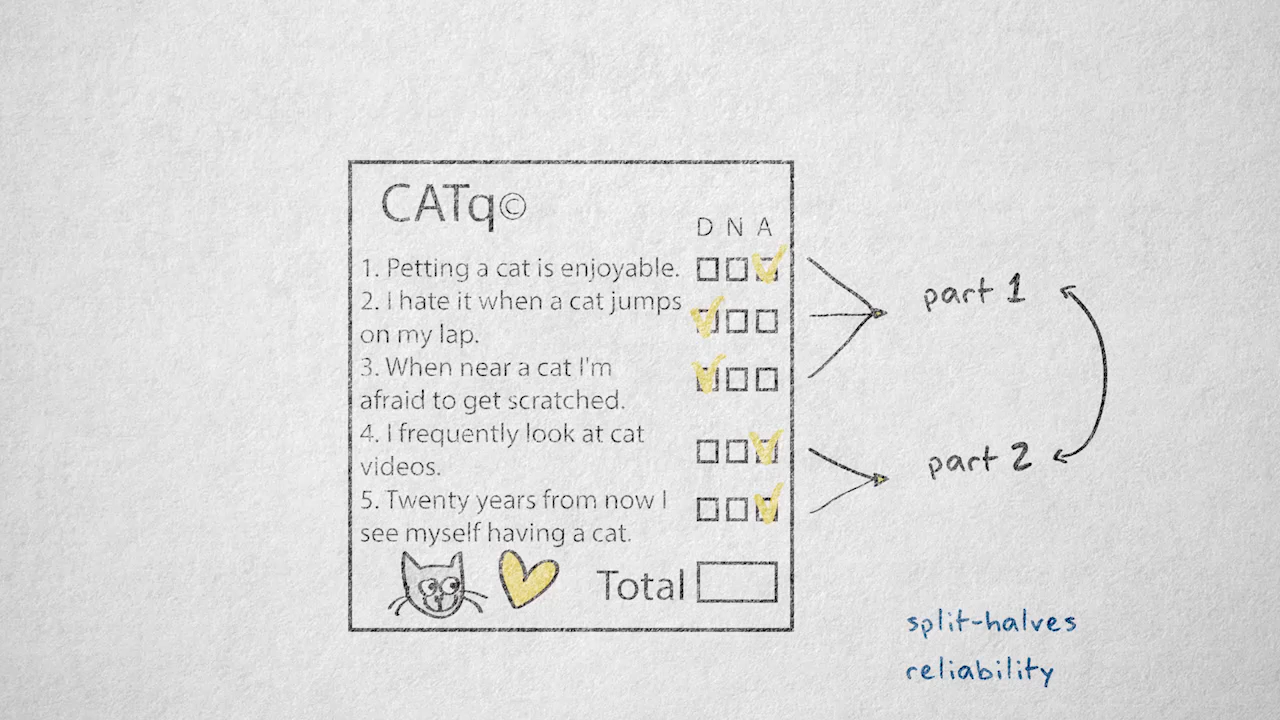 CATq©
D N A
1. Petting a cat is enjoyable.
2. I hate it when a cat jumps
on my lap.
3. When near a cat I'm
afraid to get scratched.
4. I frequently look at cat
videos.
5. Twenty years from now I
see myself having a cat.
Total
part 1
part 2
split-halves
reliability